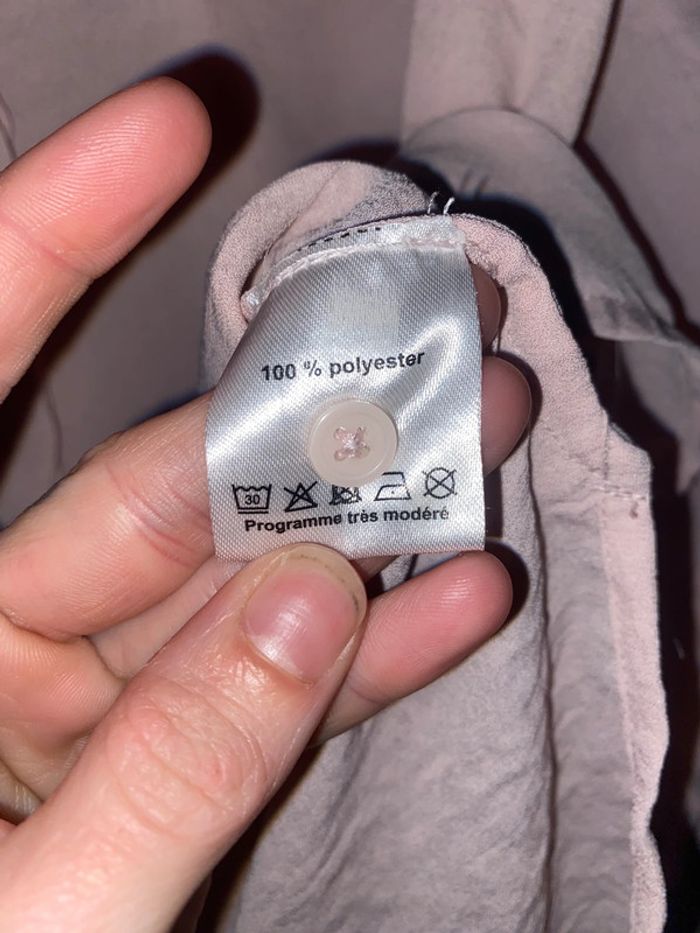 100 % polyester
30
Programme très modéré